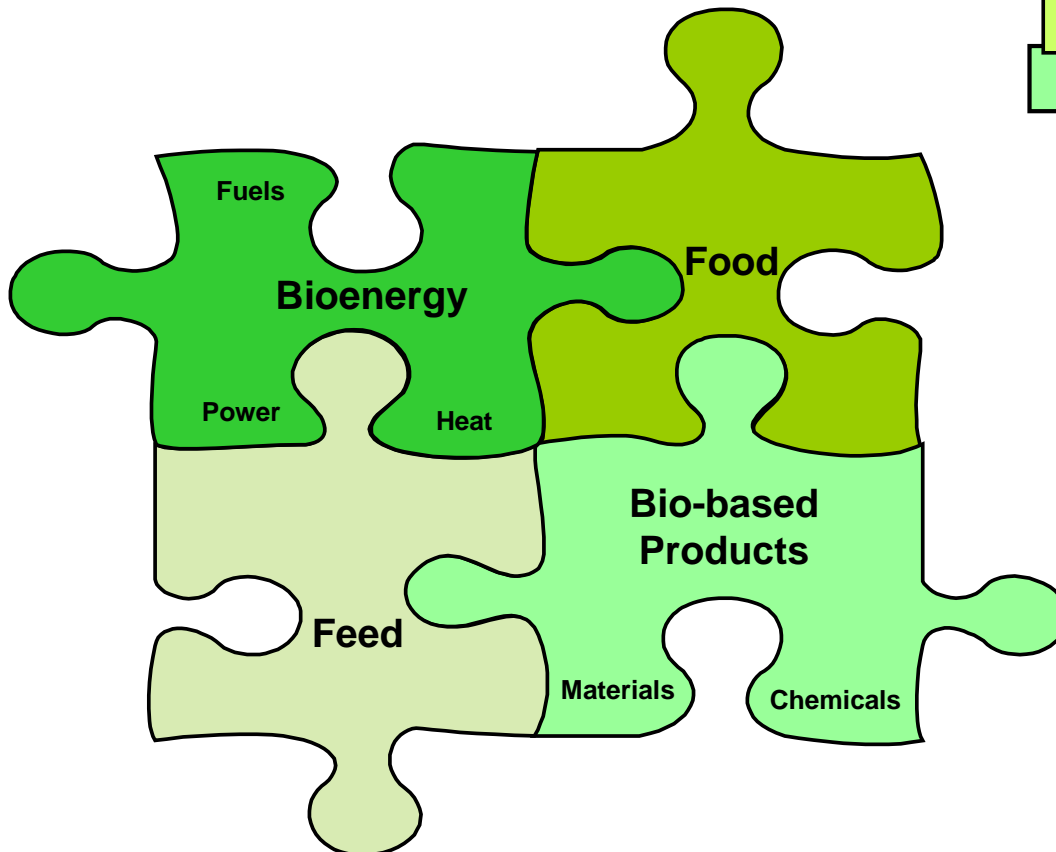 Fuels
Bioenergy
Power
Heat
Food
Bio-based
Products
Materials
Chemicals
Feed